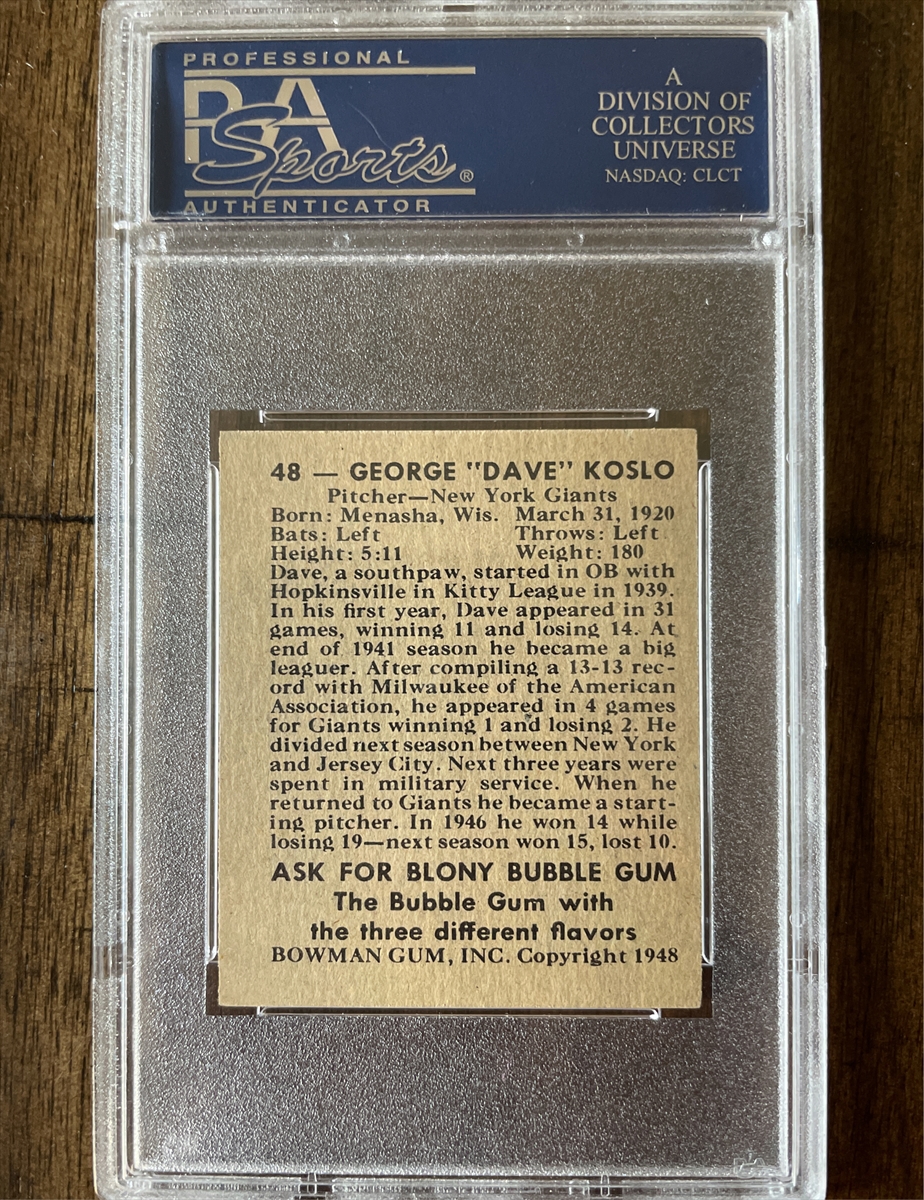 PROFESSIONAL
PSA
Sports®
AUTHENTICATOR
A
DIVISION OF
COLLECTORS
UNIVERSE
NASDAQ: CLCT
48 — GEORGE "DAVE" KOSLO
Pitcher—New York Giants
Born: Menasha, Wis. March 31, 1920
Bats: Left Throws: Left
Height: 5:11 Weight: 180
Dave, a southpaw, started in OB with
Hopkinsville in Kitty League in 1939.
In his first year, Dave appeared in 31
games, winning 11 and losing 14. At
end of 1941 season he became a big
leaguer. After compiling a 13-13 rec-
ord with Milwaukee of the American
Association, he appeared in 4 games
for Giants winning 1 and losing 2. He
divided next season between New York
and Jersey City. Next three years were
spent in military service. When he
returned to Giants he became a start-
ing pitcher. In 1946 he won 14 while
losing 19—next season won 15, lost 10.
ASK FOR BLONY BUBBLE GUM
The Bubble Gum with
the three different flavors
BOWMAN GUM, INC. Copyright 1948